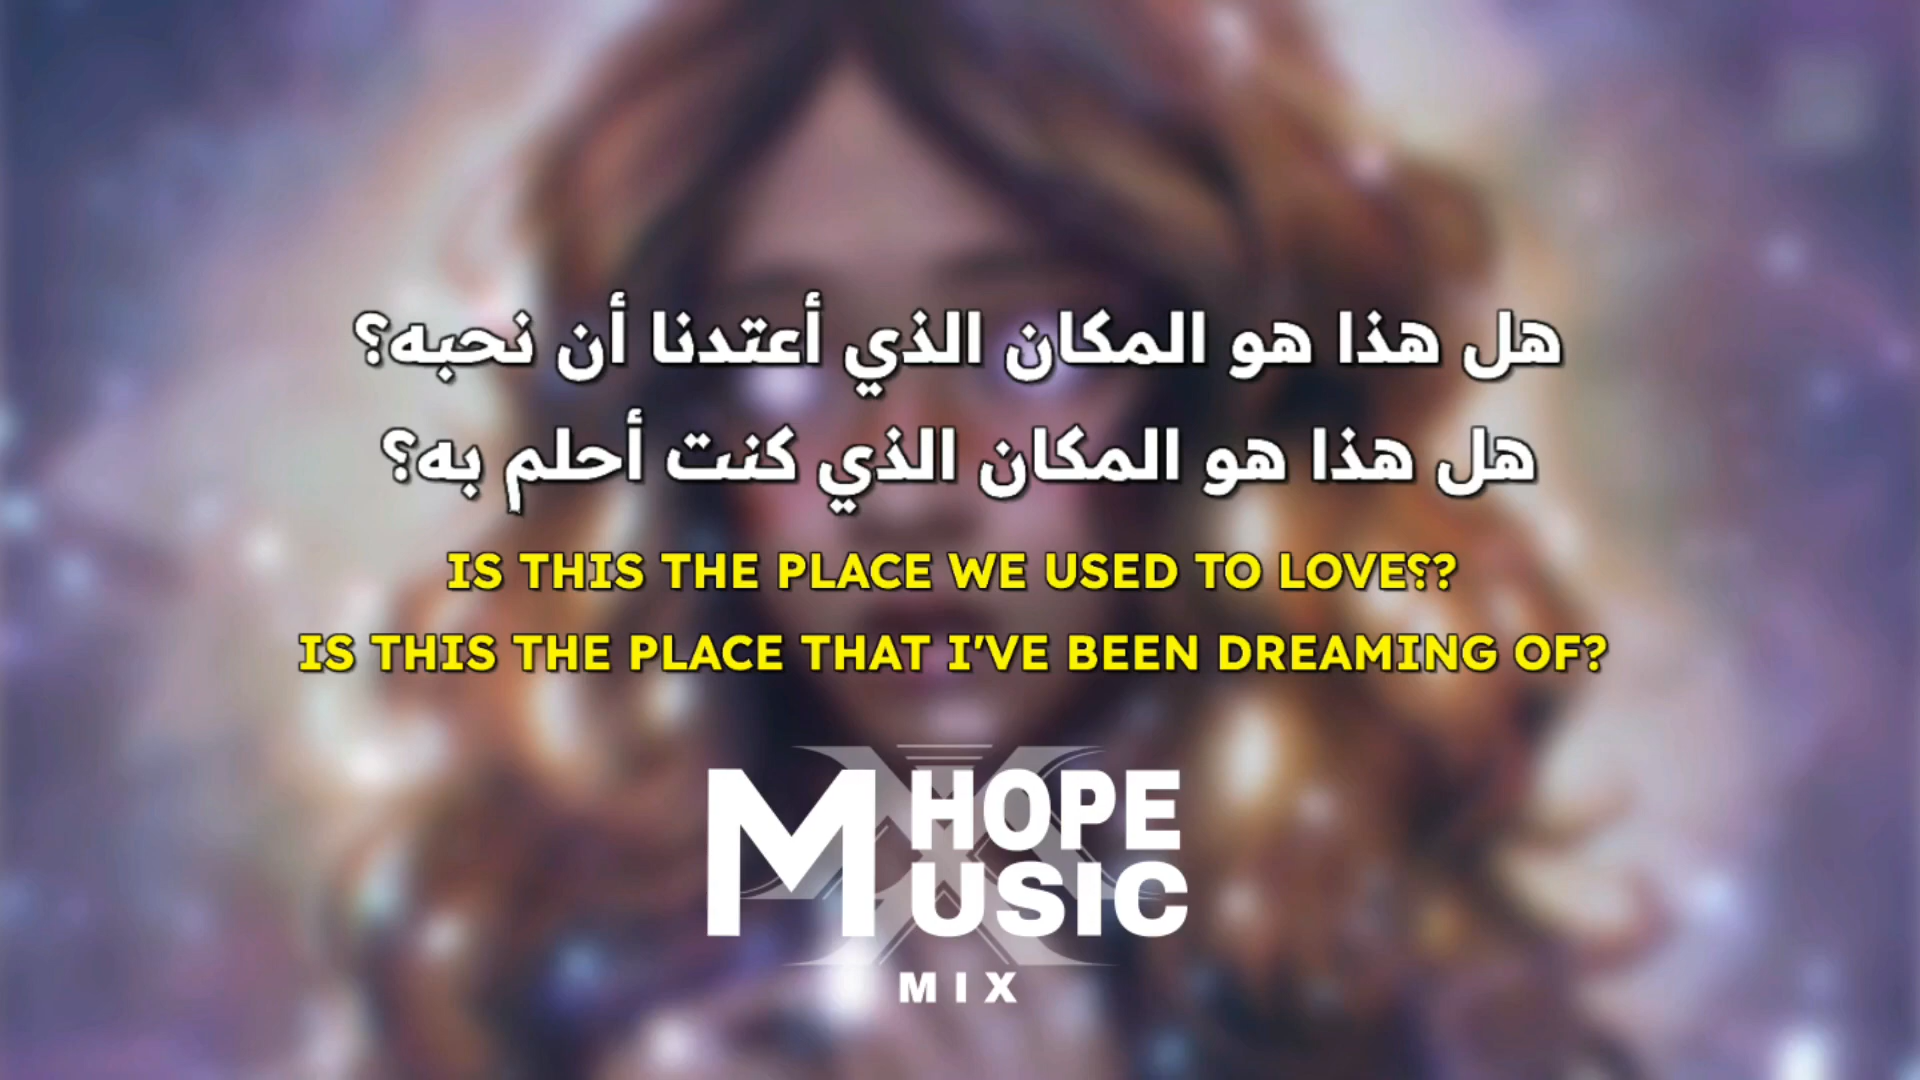 هل هذا هو المكان الذي أعتدنا أن نحبه؟
هل هذا هو المكان الذي كنت أحلم به؟
IS THIS THE PLACE WE USED TO LOVE؟?
IS THIS THE PLACE THAT I'VE BEEN DREAMING OF?
M HOPE
USIC
MIX